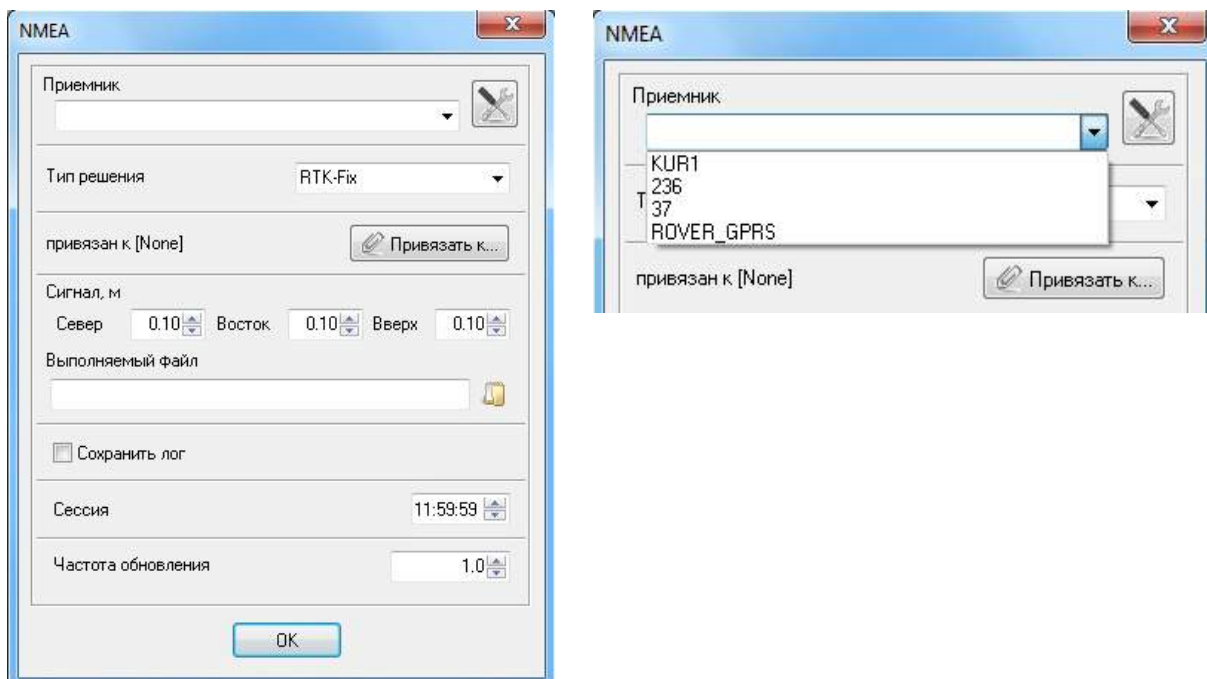 NMEA
Приемник
Тип решения RTK-Fix
привязан к [None] Привязать к...
Сигнал, м
Север 0.10 Восток 0.10 Вверх 0.10
Выполняемый файл
Сохранить лог
Сессия 11:59:59
Частота обновления 1.0
OK
NMEA
Приемник
KUR1
236
Т
37
ROVER_GPRS
привязан к [None] Привязать к...